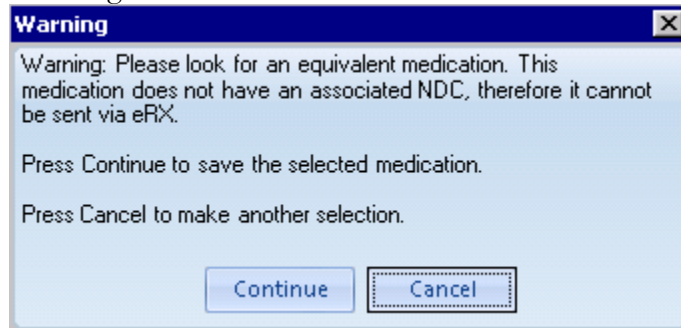 Warning
Warning: Please look for an equivalent medication. This
medication does not have an associated NDC, therefore it cannot
be sent via eRX.
Press Continue to save the selected medication.
Press Cancel to make another selection.
Continue
Cancel